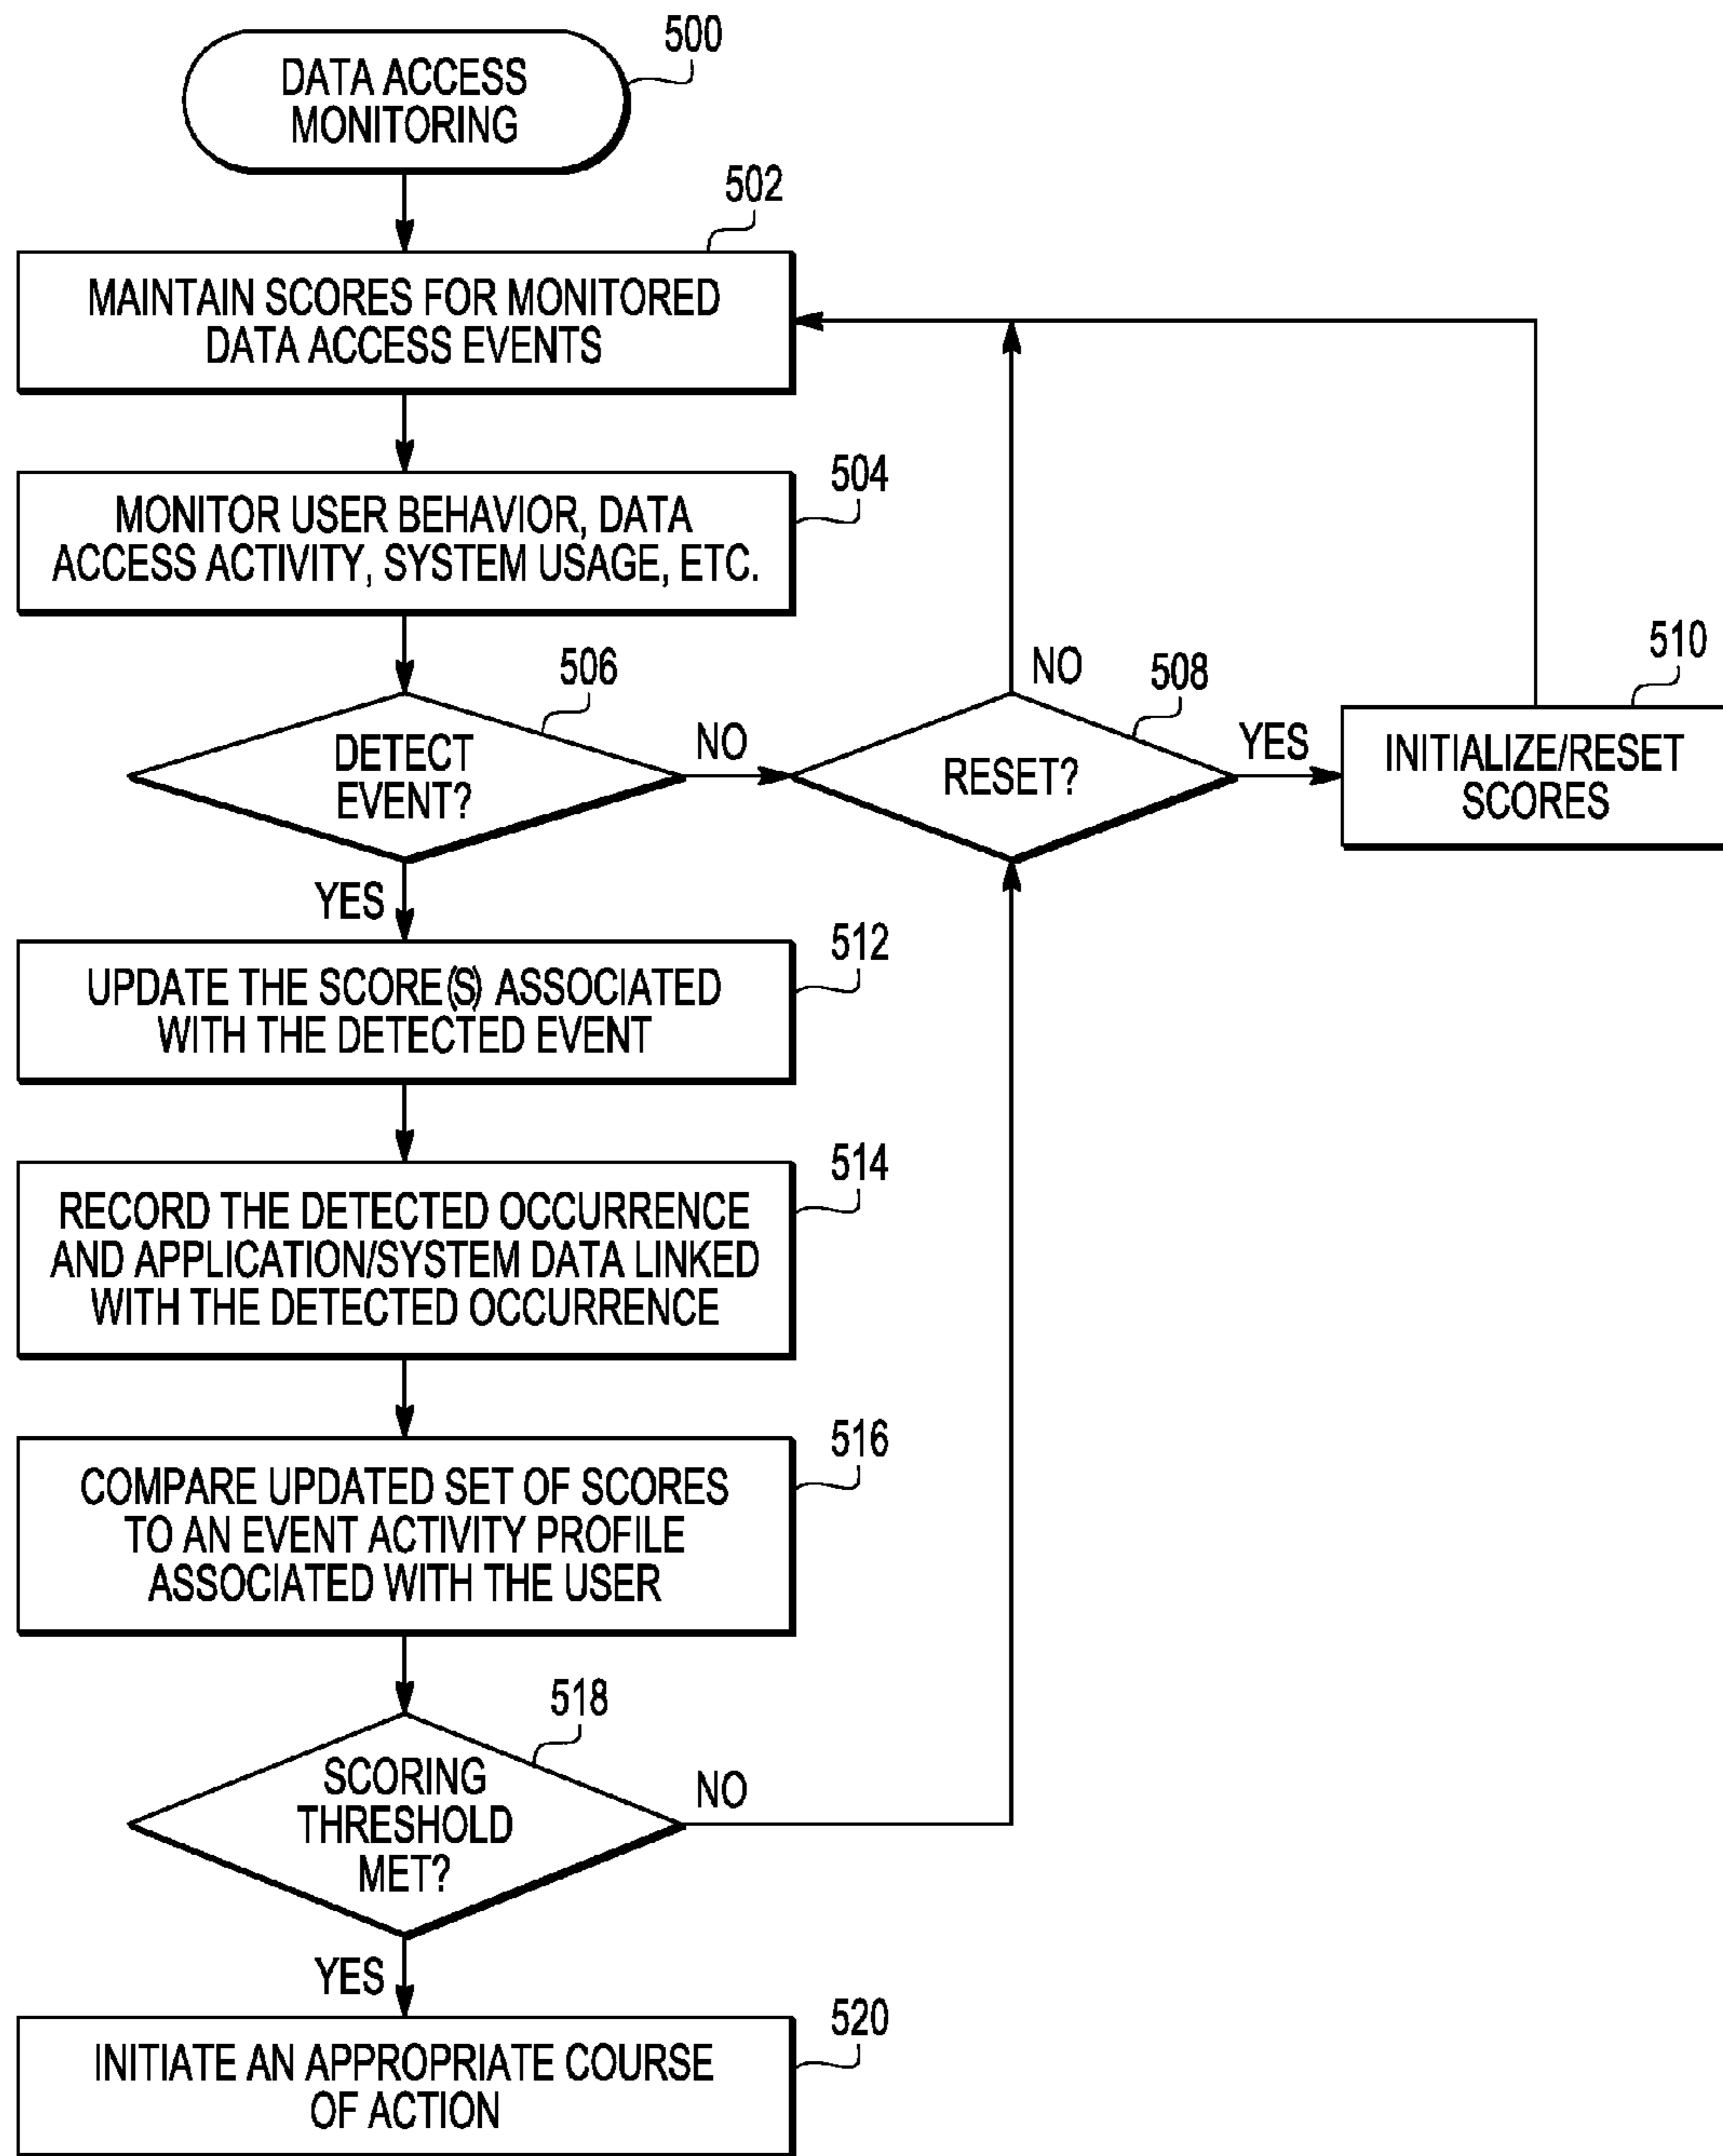 500
DATA ACCESS
MONITORING
502
MAINTAIN SCORES FOR MONITORED
DATA ACCESS EVENTS
504
MONITOR USER BEHAVIOR, DATA
ACCESS ACTIVITY, SYSTEM USAGE, ETC.
506
DETECT
EVENT?
NO
508
RESET?
NO
YES
510
INITIALIZE/RESET
SCORES
YES
512
UPDATE THE SCORE(S) ASSOCIATED
WITH THE DETECTED EVENT
514
RECORD THE DETECTED OCCURRENCE
AND APPLICATION/SYSTEM DATA LINKED
WITH THE DETECTED OCCURRENCE
516
COMPARE UPDATED SET OF SCORES
TO AN EVENT ACTIVITY PROFILE
ASSOCIATED WITH THE USER
518
SCORING
THRESHOLD
MET?
NO
YES
520
INITIATE AN APPROPRIATE COURSE
OF ACTION